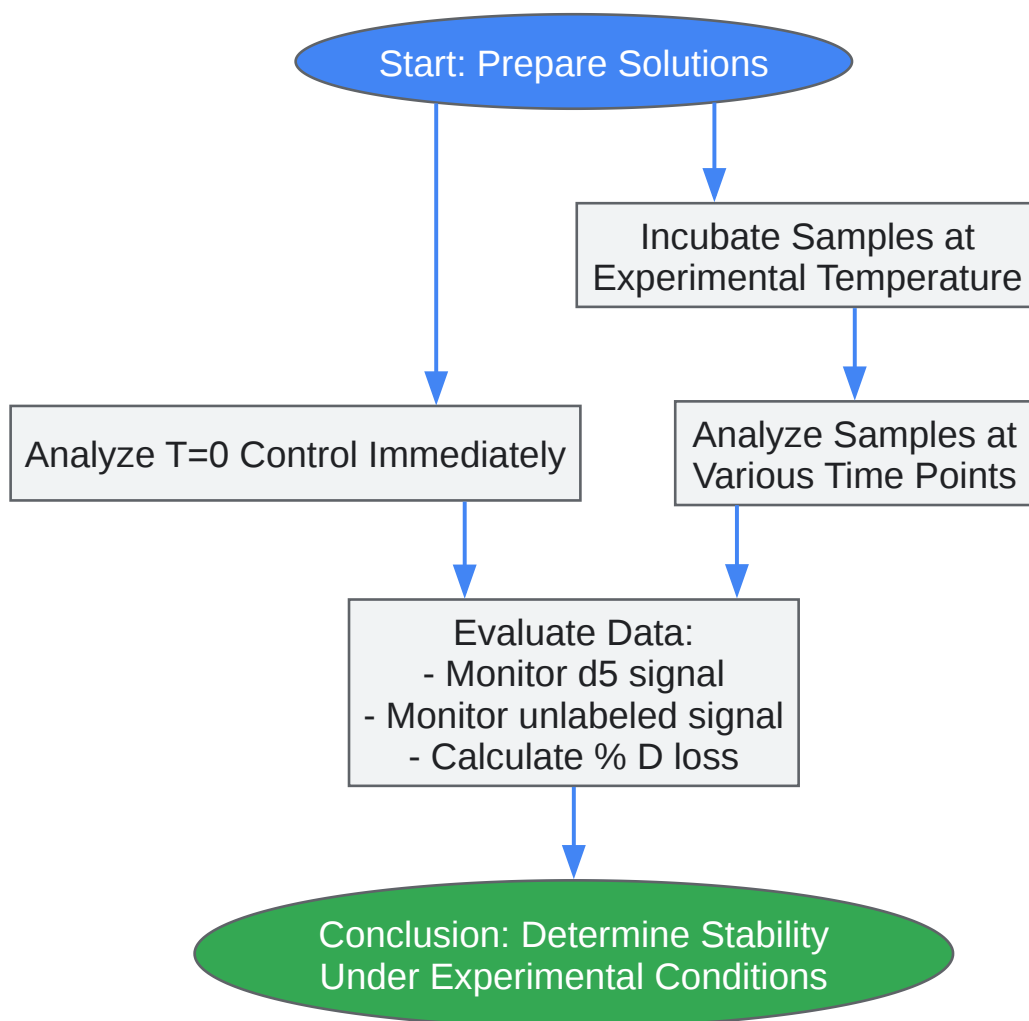 Start: Prepare Solutions
Incubate Samples at
Experimental Temperature
Analyze T=0 Control Immediately
Analyze Samples at
Various Time Points
Evaluate Data:
- Monitor d5 signal
- Monitor unlabeled signal
- Calculate % D loss
Conclusion: Determine Stability
Under Experimental Conditions